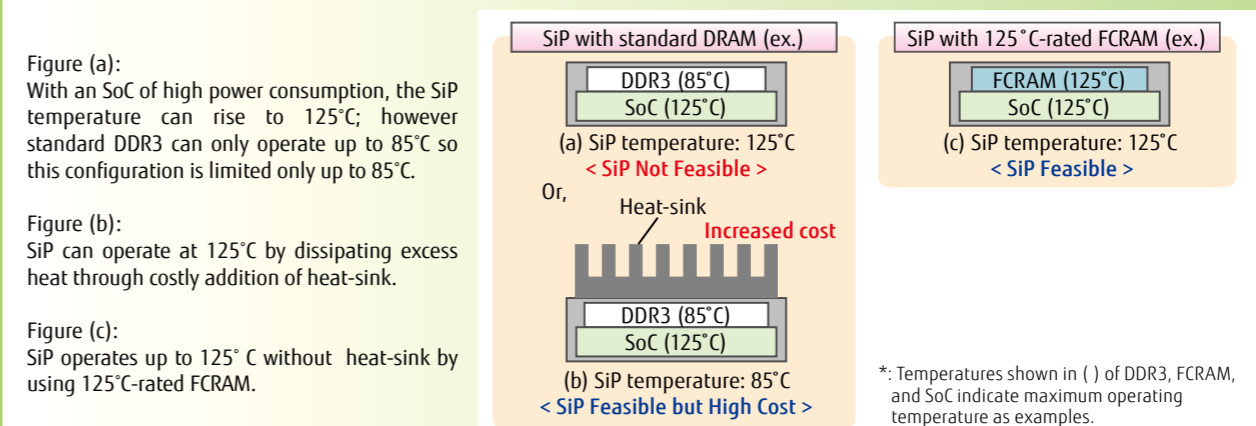 Figure (a):
With an SoC of high power consumption, the SiP
temperature can rise to 125˚C; however
standard DDR3 can only operate up to 85˚C so
this configuration is limited only up to 85˚C.
Figure (b):
SiP can operate at 125˚C by dissipating excess
heat through costly addition of heat-sink.
Figure (c):
SiP operates up to 125˚ C without heat-sink by
using 125˚C-rated FCRAM.
SiP with standard DRAM (ex.)
DDR3 (85˚C)
SoC (125˚C)
(a) SiP temperature: 125˚C
< SiP Not Feasible >
Or,
Heat-sink
Increased cost
DDR3 (85˚C)
SoC (125˚C)
(b) SiP temperature: 85˚C
< SiP Feasible but High Cost >
SiP with 125˚C-rated FCRAM (ex.)
FCRAM (125˚C)
SoC (125˚C)
(c) SiP temperature: 125˚C
< SiP Feasible >
*: Temperatures shown in ( ) of DDR3, FCRAM,
and SoC indicate maximum operating
temperature as examples.